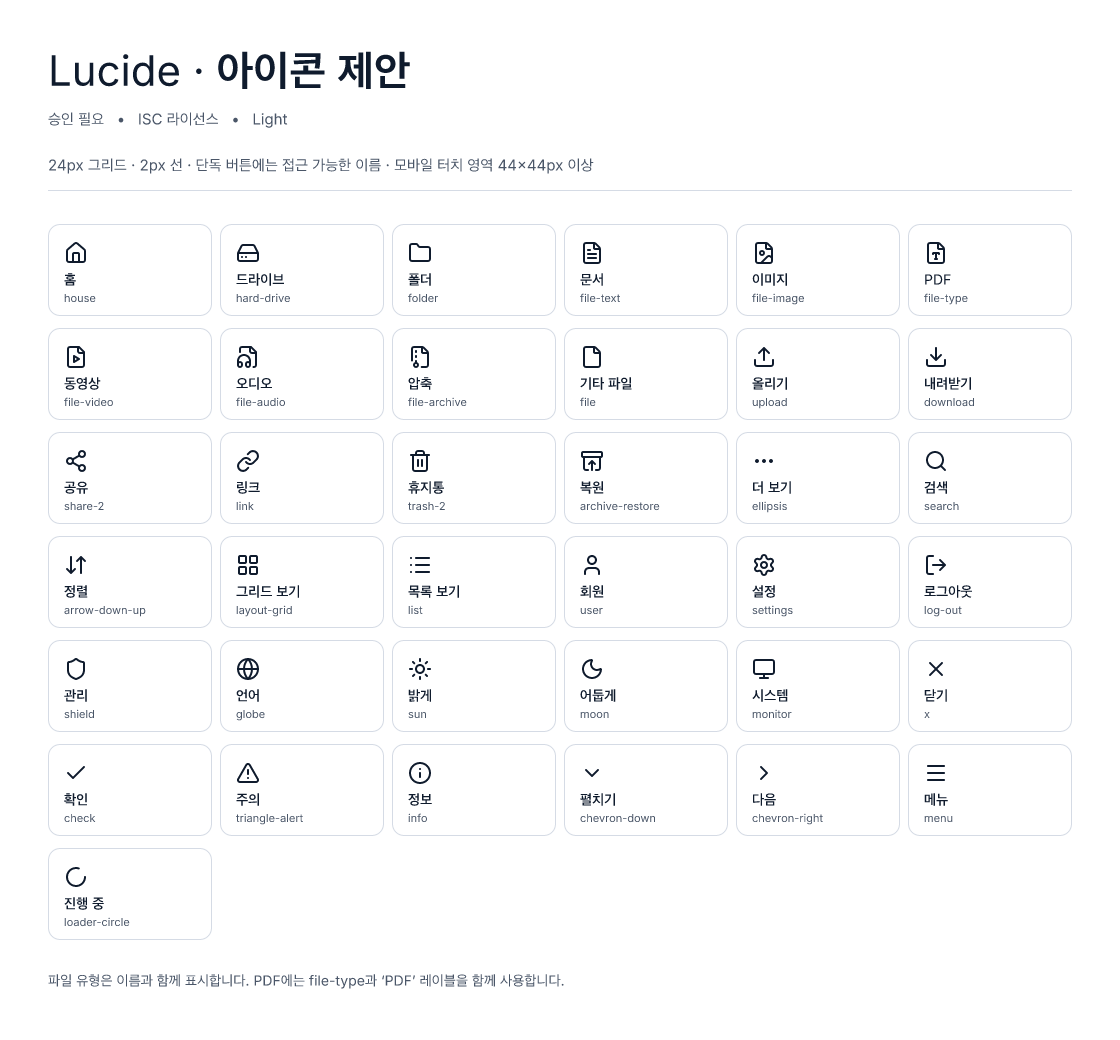 Lucide · 아이콘 제안
승인 필요 • ISC 라이선스 • Light
24px 그리드 · 2px 선 · 단독 버튼에는 접근 가능한 이름 · 모바일 터치 영역 44×44px 이상
홈
house
드라이브
hard-drive
폴더
folder
문서
file-text
이미지
file-image
PDF
file-type
동영상
file-video
오디오
file-audio
압축
file-archive
기타 파일
file
올리기
upload
내려받기
download
공유
share-2
링크
link
휴지통
trash-2
복원
archive-restore
더 보기
ellipsis
검색
search
정렬
arrow-down-up
그리드 보기
layout-grid
목록 보기
list
회원
user
설정
settings
로그아웃
log-out
관리
shield
언어
globe
밝게
sun
어둡게
moon
시스템
monitor
닫기
x
확인
check
주의
triangle-alert
정보
info
펼치기
chevron-down
다음
chevron-right
메뉴
menu
진행 중
loader-circle
파일 유형은 이름과 함께 표시합니다. PDF에는 file-type과 ‘PDF’ 레이블을 함께 사용합니다.